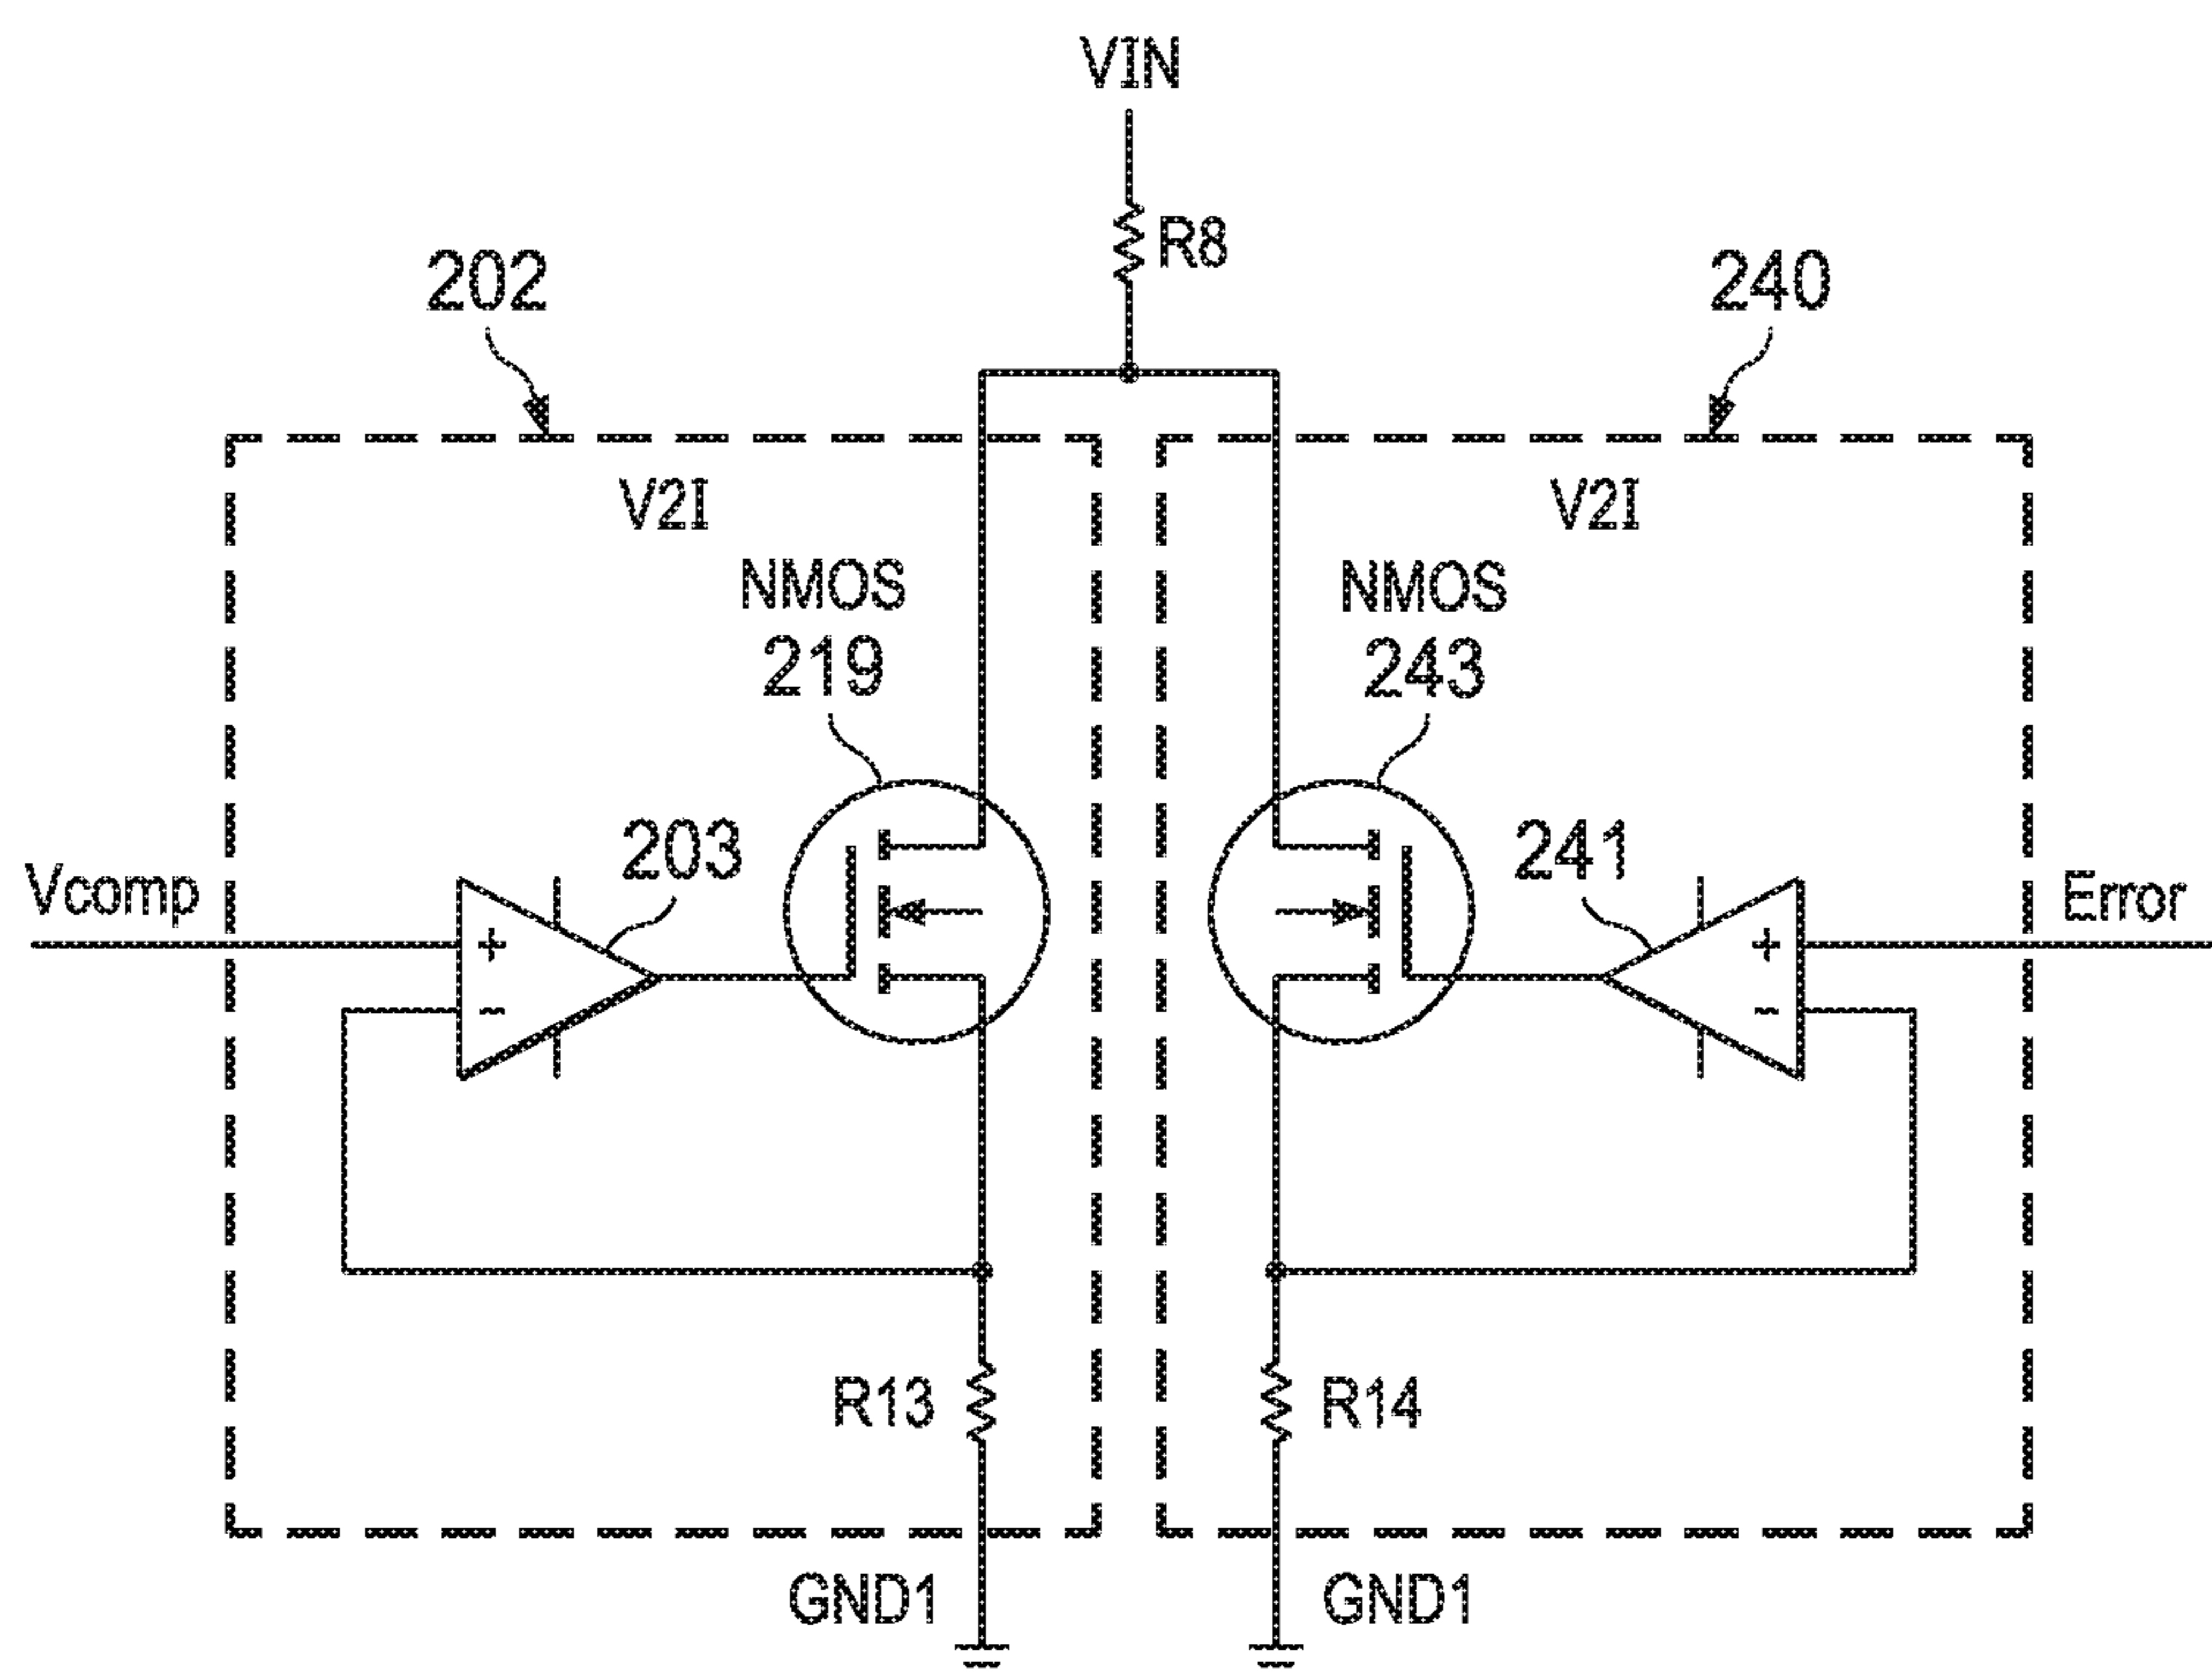 VIN
R8
202
240
V2I
V2I
NMOS
219
NMOS
243
203
241
Vcomp
Error
+
-
+
-
R13
R14
GND1
GND1